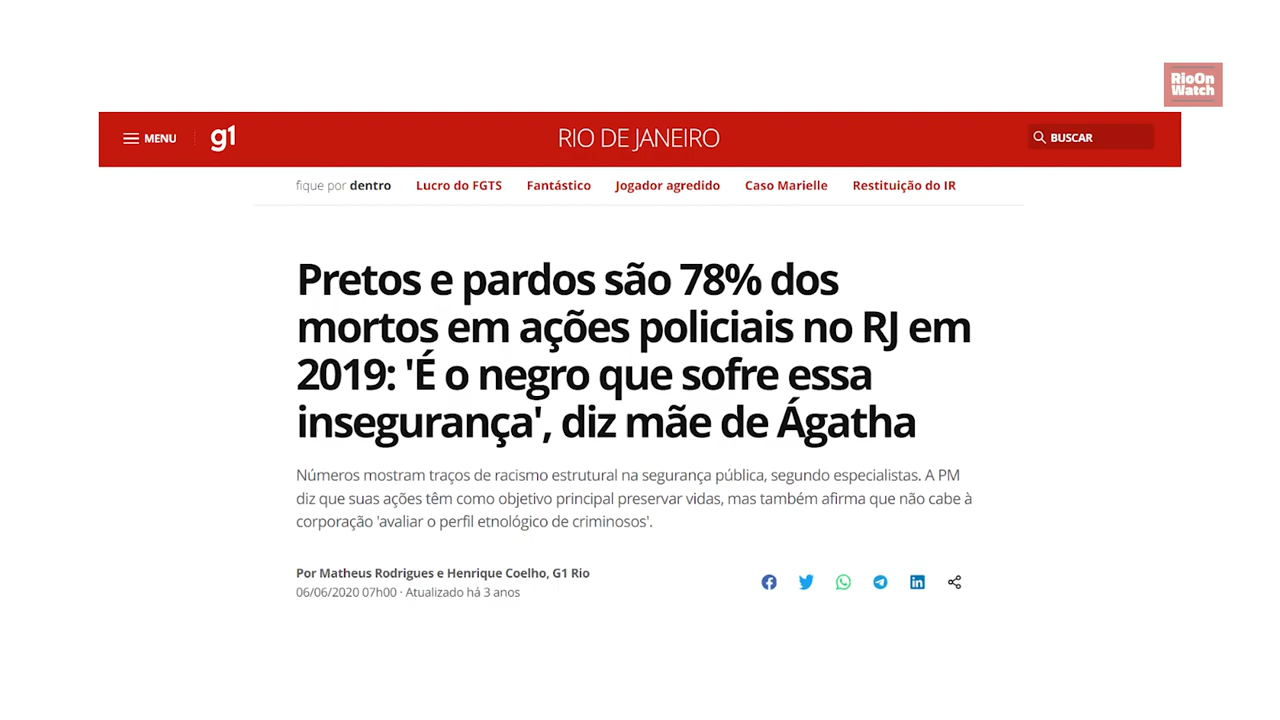 RioOn
Watch
MENU
g1
RIO DE JANEIRO
BUSCAR
fique por dentro
Lucro do FGTS
Fantástico
Jogador agredido
Caso Marielle
Restituição do IR
Pretos e pardos são 78% dos
mortos em ações policiais no RJ em
2019: 'É o negro que sofre essa
insegurança', diz mãe de Ágatha
Números mostram traços de racismo estrutural na segurança pública, segundo especialistas. A PM
diz que suas ações têm como objetivo principal preservar vidas, mas também afirma que não cabe à
corporação 'avaliar o perfil etnológico de criminosos'.
Por Matheus Rodrigues e Henrique Coelho, G1 Rio
06/06/2020 07h00 · Atualizado há 3 anos